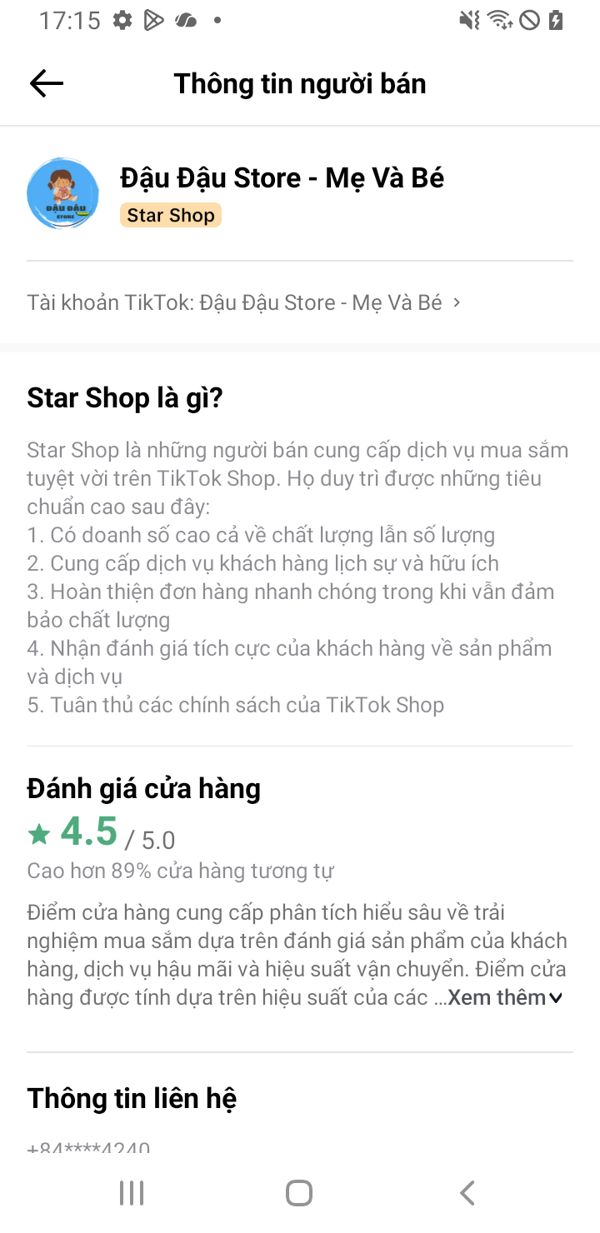 17:15
Thông tin người bán
Đậu Đậu Store - Mẹ Và Bé
ĐẬU ĐẬU
STORE
Star Shop
Tài khoản TikTok: Đậu Đậu Store - Mẹ Và Bé
Star Shop là gì?
Star Shop là những người bán cung cấp dịch vụ mua sắm
tuyệt vời trên TikTok Shop. Họ duy trì được những tiêu
chuẩn cao sau đây:
1. Có doanh số cao cả về chất lượng lẫn số lượng
2. Cung cấp dịch vụ khách hàng lịch sự và hữu ích
3. Hoàn thiện đơn hàng nhanh chóng trong khi vẫn đảm
bảo chất lượng
4. Nhận đánh giá tích cực của khách hàng về sản phẩm
và dịch vụ
5. Tuân thủ các chính sách của TikTok Shop
Đánh giá cửa hàng
4.5 / 5.0
Cao hơn 89% cửa hàng tương tự
Điểm cửa hàng cung cấp phân tích hiểu sâu về trải
nghiệm mua sắm dựa trên đánh giá sản phẩm của khách
hàng, dịch vụ hậu mãi và hiệu suất vận chuyển. Điểm cửa
hàng được tính dựa trên hiệu suất của các ...Xem thêm
Thông tin liên hệ
+84****4240